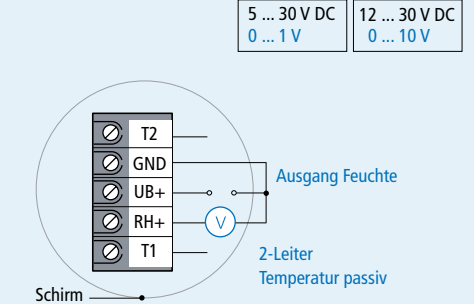 5 ... 30 V DC
0 ... 1 V
12 ... 30 V DC
0 ... 10 V
T2
GND
UB+
RH+
T1
V
Ausgang Feuchte
2-Leiter
Temperatur passiv
Schirm